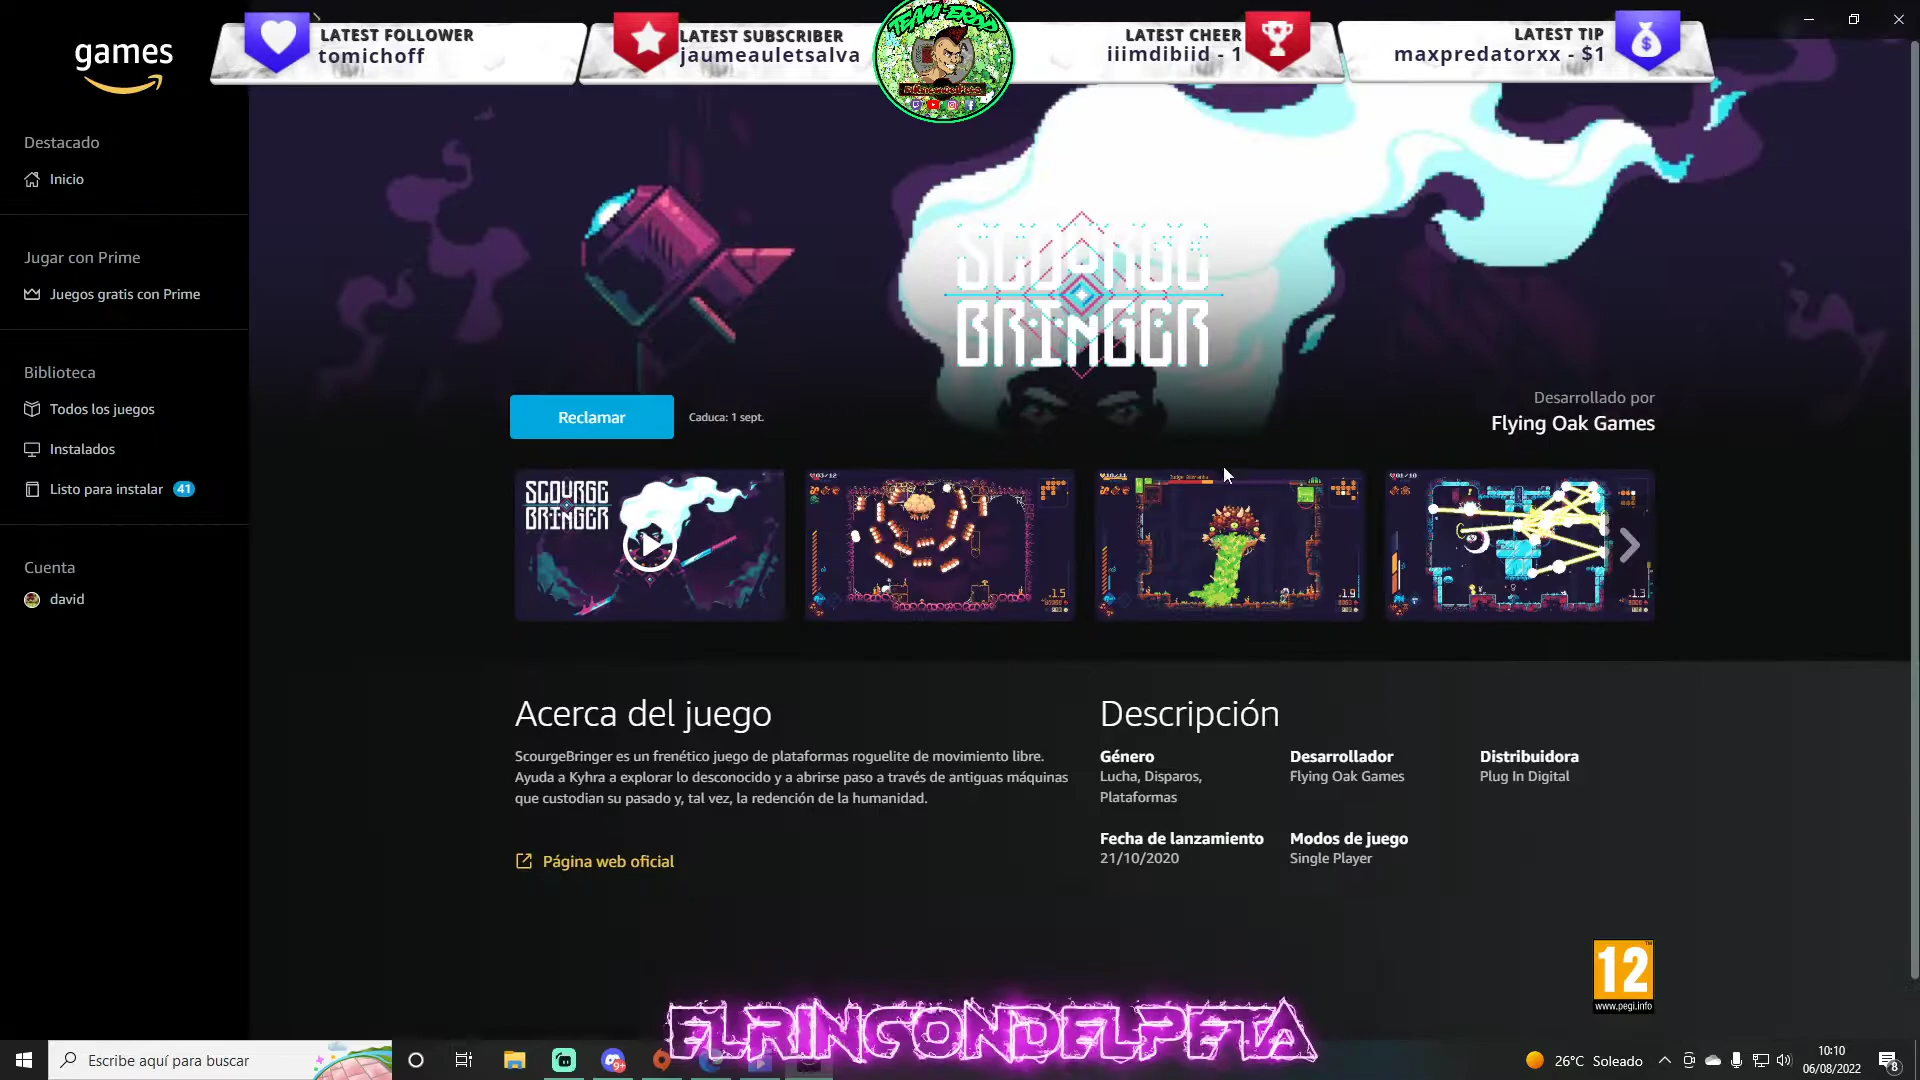 LATEST FOLLOWER
tomichoff
LATEST SUBSCRIBER
jaumeauletsalva
TEAM ERDP
LATEST CHEER
iiimdibiid - 1
LATEST TIP
maxpredatorxx - $1
games
Destacado
Inicio
Jugar con Prime
Juegos gratis con Prime
Biblioteca
Todos los juegos
Instalados
Listo para instalar 41
Cuenta
david
SCOURGE
BRINGER
Reclamar
Caduca: 1 sept.
Desarrollado por
Flying Oak Games
SCOURGE
BRINGER
Acerca del juego
ScourgeBringer es un frenético juego de plataformas roguelite de movimiento libre.
Ayuda a Kyhra a explorar lo desconocido y a abrirse paso a través de antiguas máquinas
que custodian su pasado y, tal vez, la redención de la humanidad.
Página web oficial
Descripción
Género
Lucha, Disparos,
Plataformas
Desarrollador
Flying Oak Games
Distribuidora
Plug In Digital
Fecha de lanzamiento
21/10/2020
Modos de juego
Single Player
12
www.pegi.info
ELRINCONDELPETA
Escribe aquí para buscar
9+
26°C Soleado
10:10
06/08/2022
8